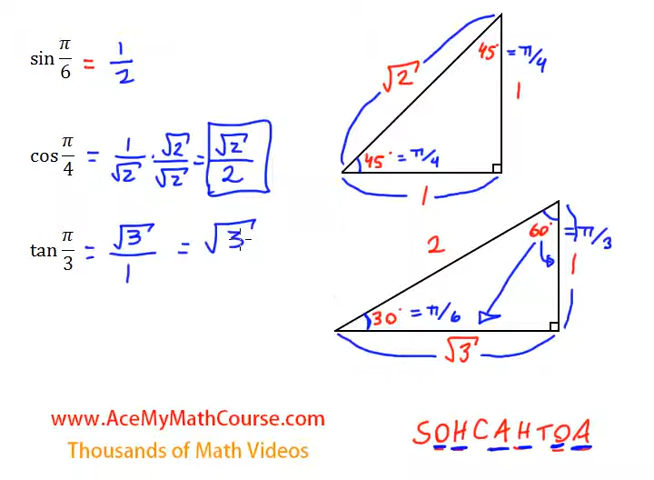 sin π/6 = 1/2
cos π/4 = 1/√2 · √2/√2 = √2/2
tan π/3 = √3/1 = √3
√2
45° = π/4
1
45° = π/4
1
2
60° = π/3
1
30° = π/6
√3
www.AceMyMathCourse.com
Thousands of Math Videos
SOHCAHTOA